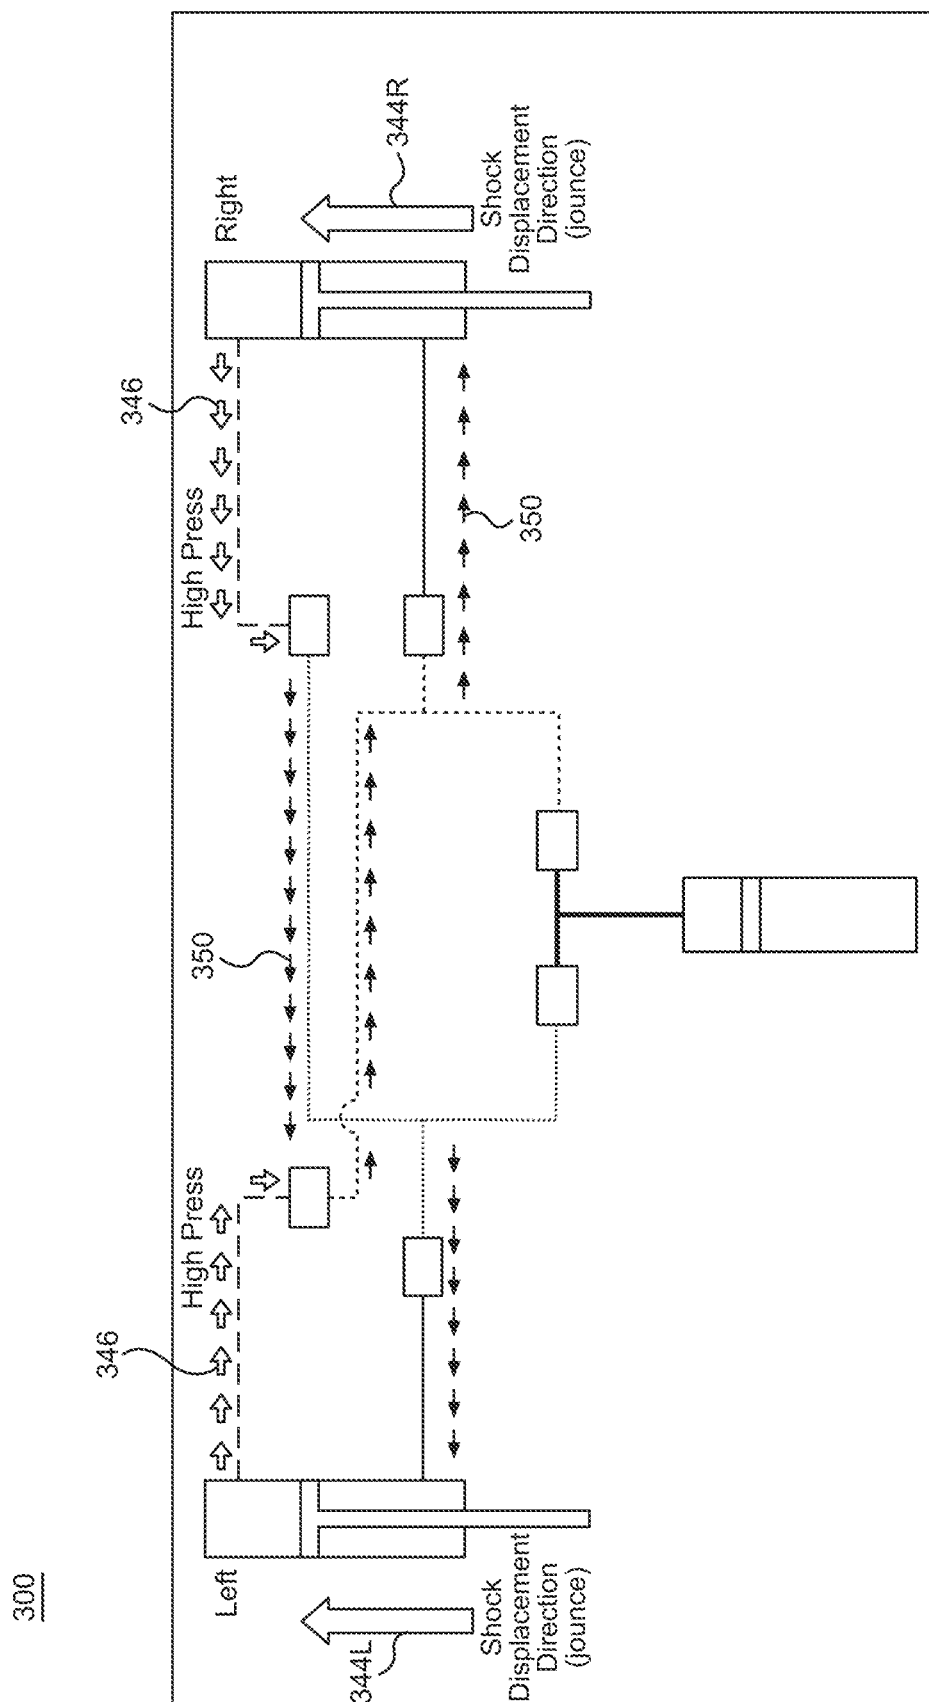 300
Left
344L
Shock
Displacement
Direction
(jounce)
346
High Press
350
High Press
346
350
Right
344R
Shock
Displacement
Direction
(jounce)